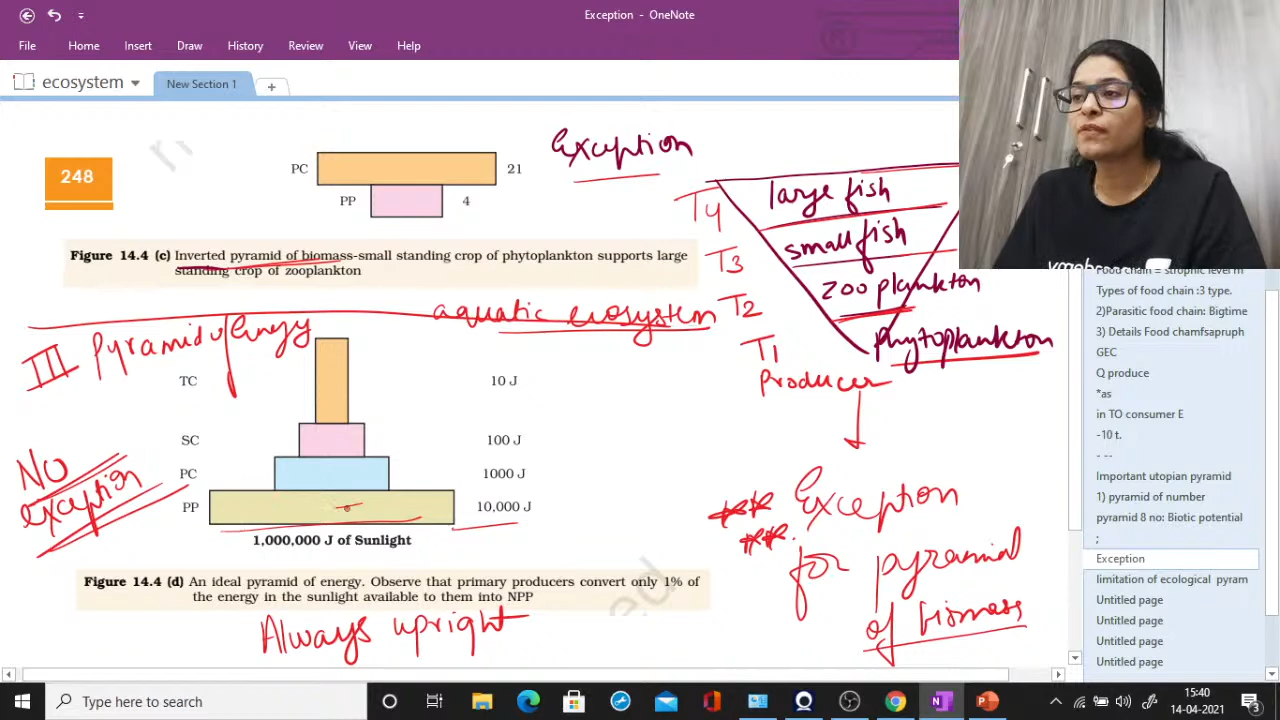 Exception - OneNote
File Home Insert Draw History Review View Help
ecosystem
New Section 1
+
248
PC 21
PP 4
Exception
Figure 14.4 (c) Inverted pyramid of biomass-small standing crop of phytoplankton supports large
standing crop of zooplankton
T4 large fish
T3 small fish
T2 zoo plankton
T1 phytoplankton
Producer
aquatic ecosystem
III Pyramid of Energy
TC 10 J
SC 100 J
PC 1000 J
PP 10,000 J
1,000,000 J of Sunlight
NO
exception
Figure 14.4 (d) An ideal pyramid of energy. Observe that primary producers convert only 1% of
the energy in the sunlight available to them into NPP
Always upright
** Exception
**. for pyramid
of biomass
Food chain = strophic level m
Types of food chain :3 type.
2)Parasitic food chain: Bigtime
3) Details Food chamfsapruph
GEC
Q produce
*as
in TO consumer E
-10 t.
- --
Important utopian pyramid
1) pyramid of number
pyramid 8 no: Biotic potential
;
Exception
limitation of ecological pyram
Untitled page
Untitled page
Untitled page
Untitled page
Type here to search
15:40
14-04-2021
3